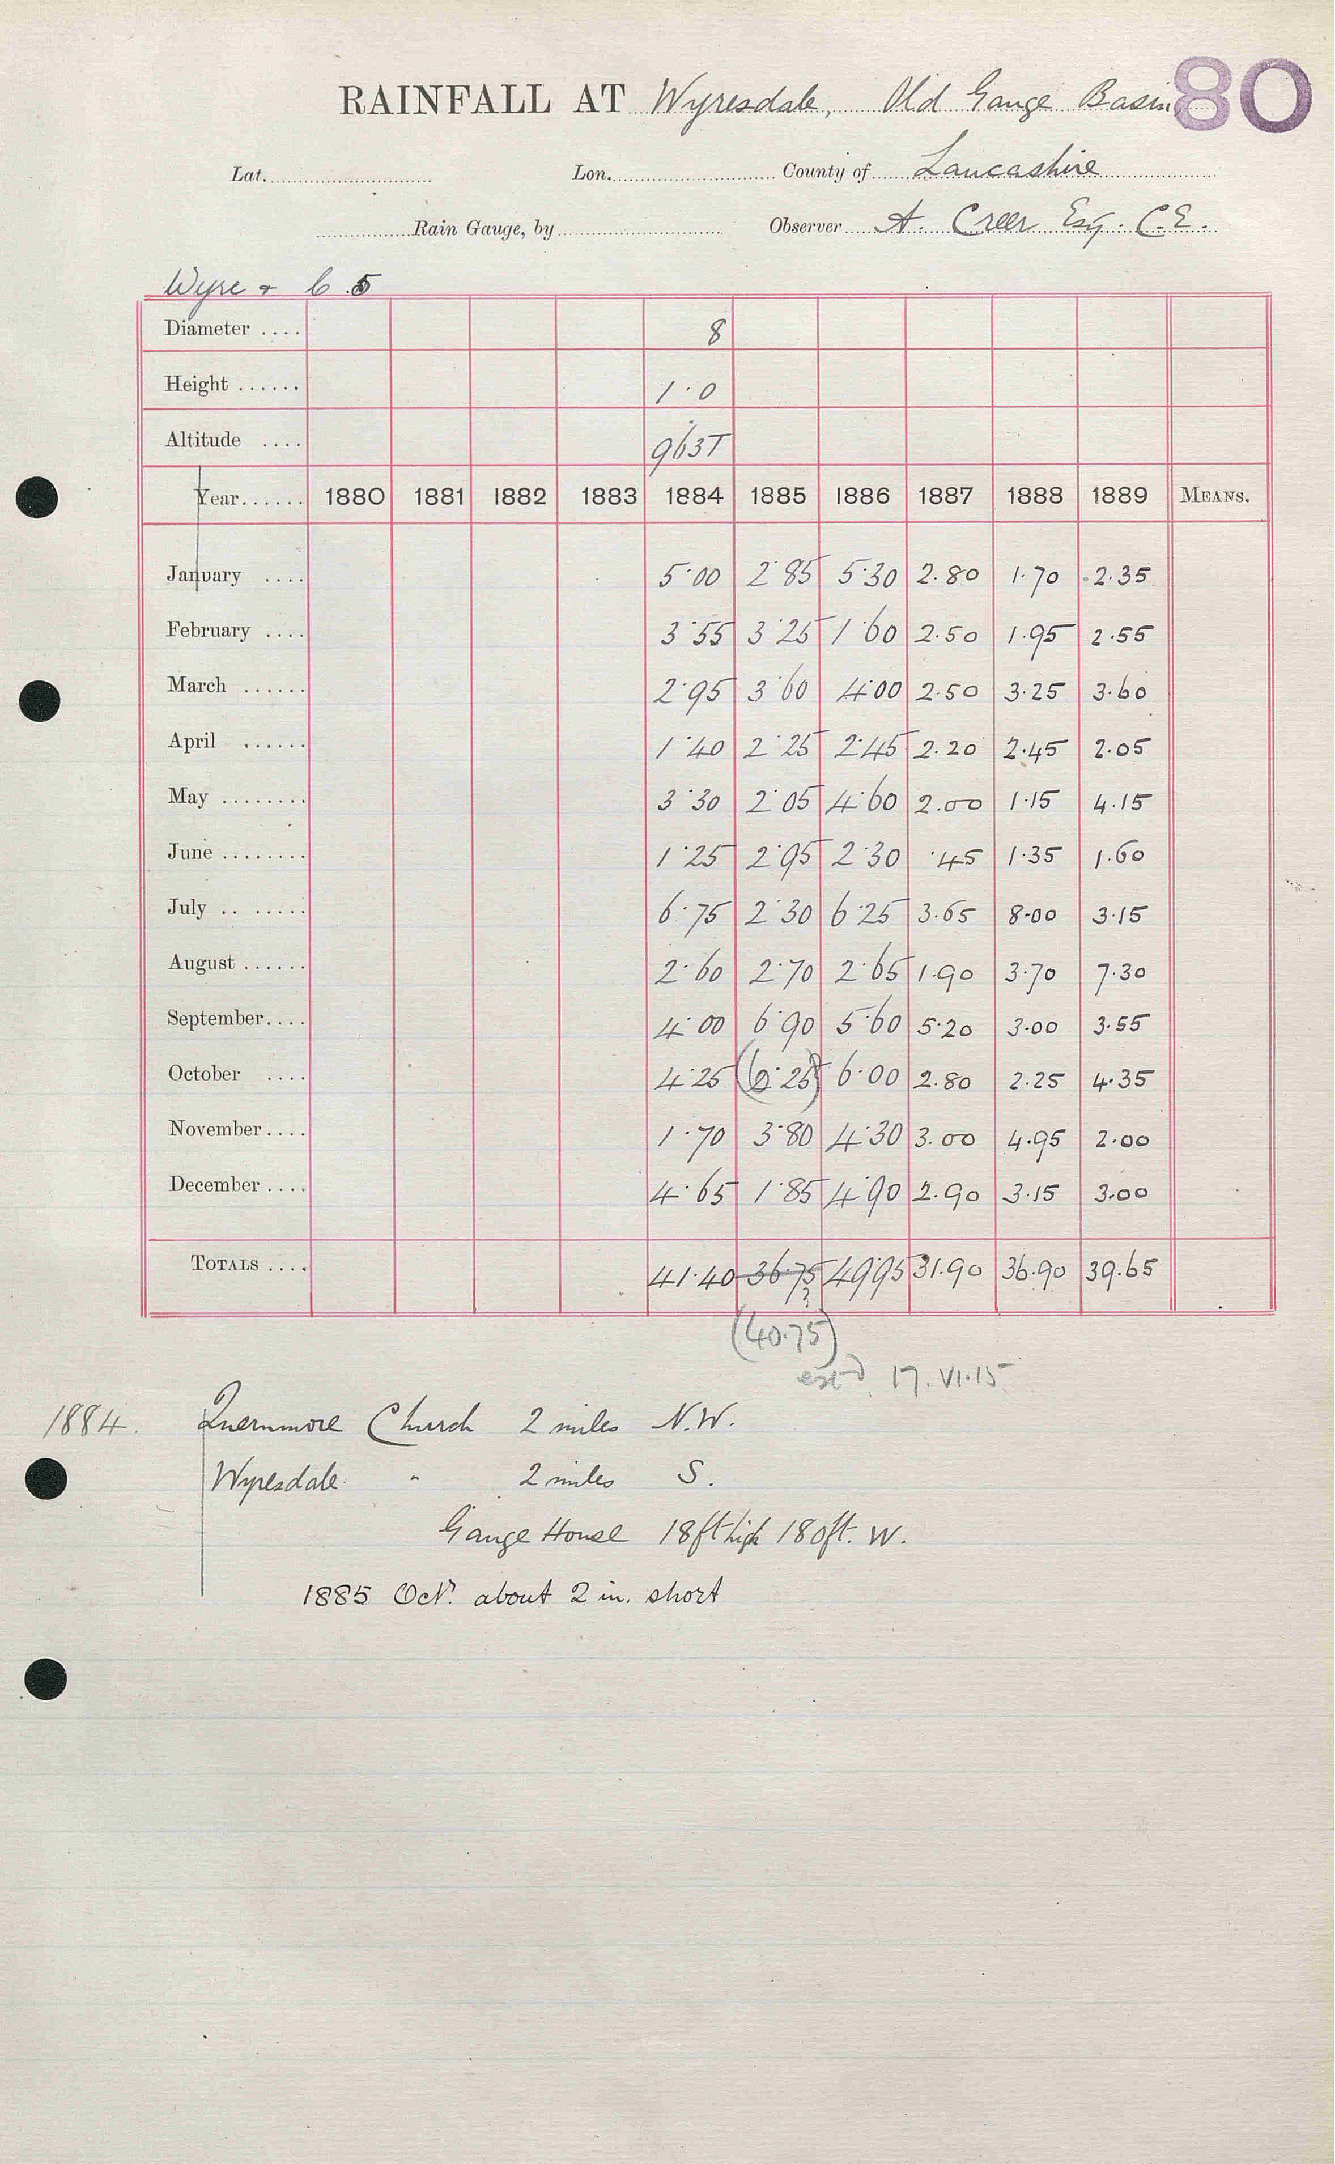 80
RAINFALL AT Wyresdale, Old Gauge Basin
Lat. Lon. County of Lancashire
Rain Gauge, by Observer A. Creer Esq. C.E.
Wyre & C. 5
Diameter .... 8
Height ...... 1·0
Altitude .... 963T
Year...... 1880 1881 1882 1883 1884 1885 1886 1887 1888 1889 MEANS.
January .... 5·00 2·85 5·30 2.80 1.70 2.35
February .... 3·55 3·25 1·60 2.50 1.95 2.55
March ...... 2·95 3·60 4·00 2.50 3.25 3.60
April ...... 1·40 2·25 2·45 2.20 2.45 2.05
May ........ 3·30 2·05 4·60 2.00 1.15 4.15
June ........ 1·25 2·95 2·30 ·45 1.35 1.60
July .. ...... 6·75 2·30 6·25 3.65 8.00 3.15
August ...... 2·60 2·70 2·65 1.90 3.70 7.30
September.... 4·00 6·90 5·60 5.20 3.00 3.55
October .... 4·25 (6·25) 6·00 2.80 2.25 4.35
November.... 1·70 3·80 4·30 3.00 4.95 2.00
December .... 4·65 1·85 4·90 2.90 3.15 3.00
TOTALS .... 41·40 36·75 49·95 31.90 36.90 39.65
?
(40.75)
est.d 17.VI.15
1884. Quernmore Church 2 miles N.W.
Wyresdale " 2 miles S.
Gauge House 18ft high 180ft. W.
1885 Oct. about 2 in. short